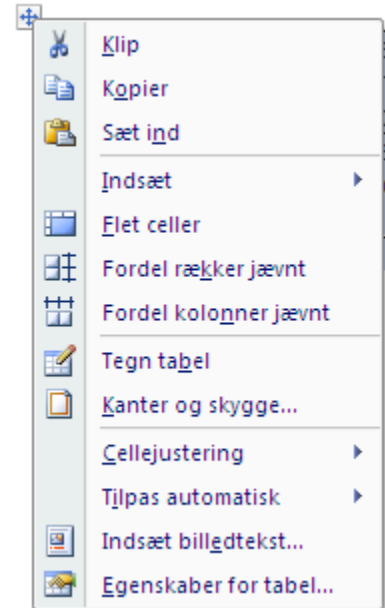 Klip
Kopier
Sæt ind
Indsæt
Flet celler
Fordel rækker jævnt
Fordel kolonner jævnt
Tegn tabel
Kanter og skygge...
Cellejustering
Tilpas automatisk
Indsæt billedtekst...
Egenskaber for tabel...